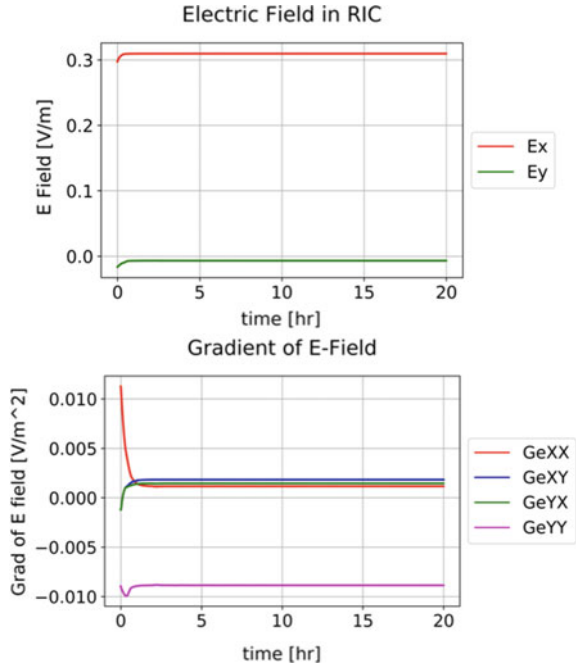 Electric Field in RIC
E Field [V/m]
0.3
0.2
0.1
0.0
0 5 10 15 20
time [hr]
Ex
Ey
Gradient of E-Field
Grad of E field [V/m^2]
0.010
0.005
0.000
−0.005
−0.010
0 5 10 15 20
time [hr]
GeXX
GeXY
GeYX
GeYY